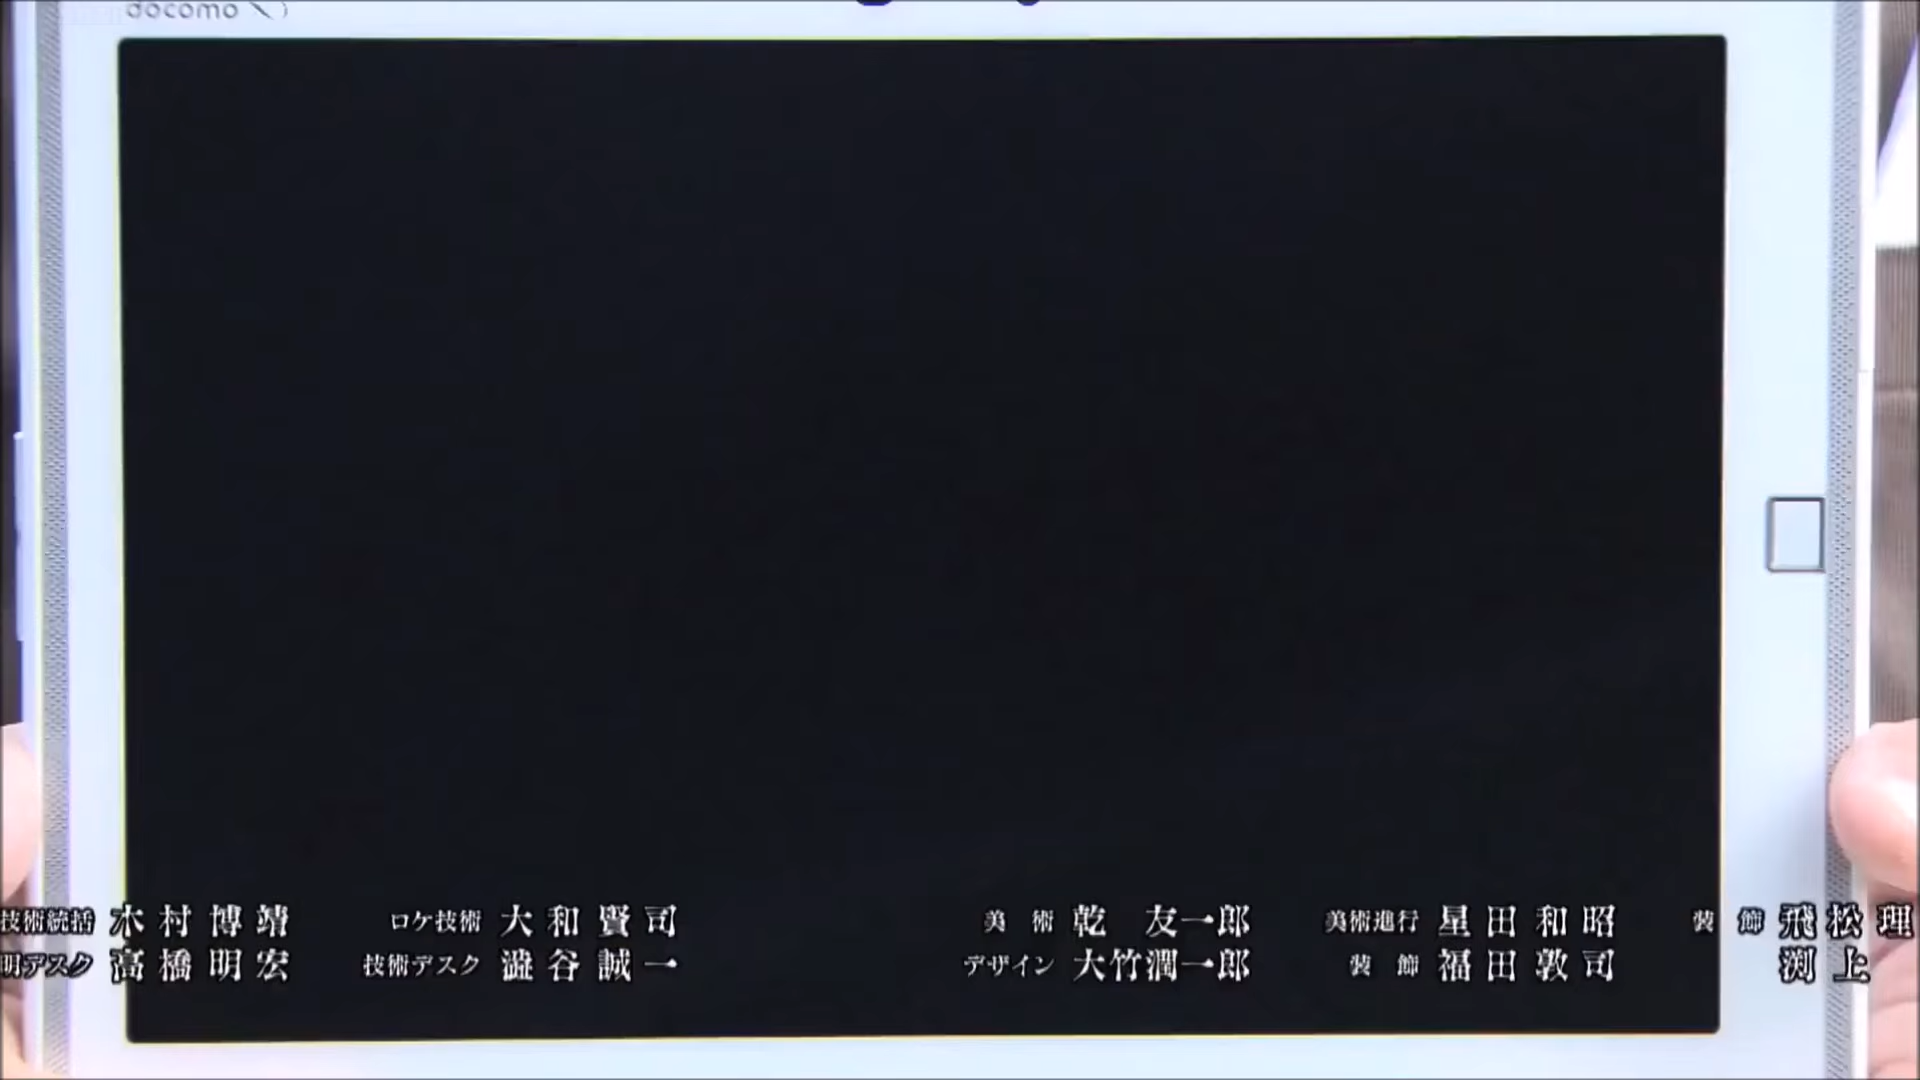 docomo
技術統括 木村博靖 ロケ技術 大和賢司 美術 乾 友一郎 美術進行 星田和昭 装飾 飛松理
明デスク 高橋明宏 技術デスク 澁谷誠一 デザイン 大竹潤一郎 装飾 福田敦司 渕上